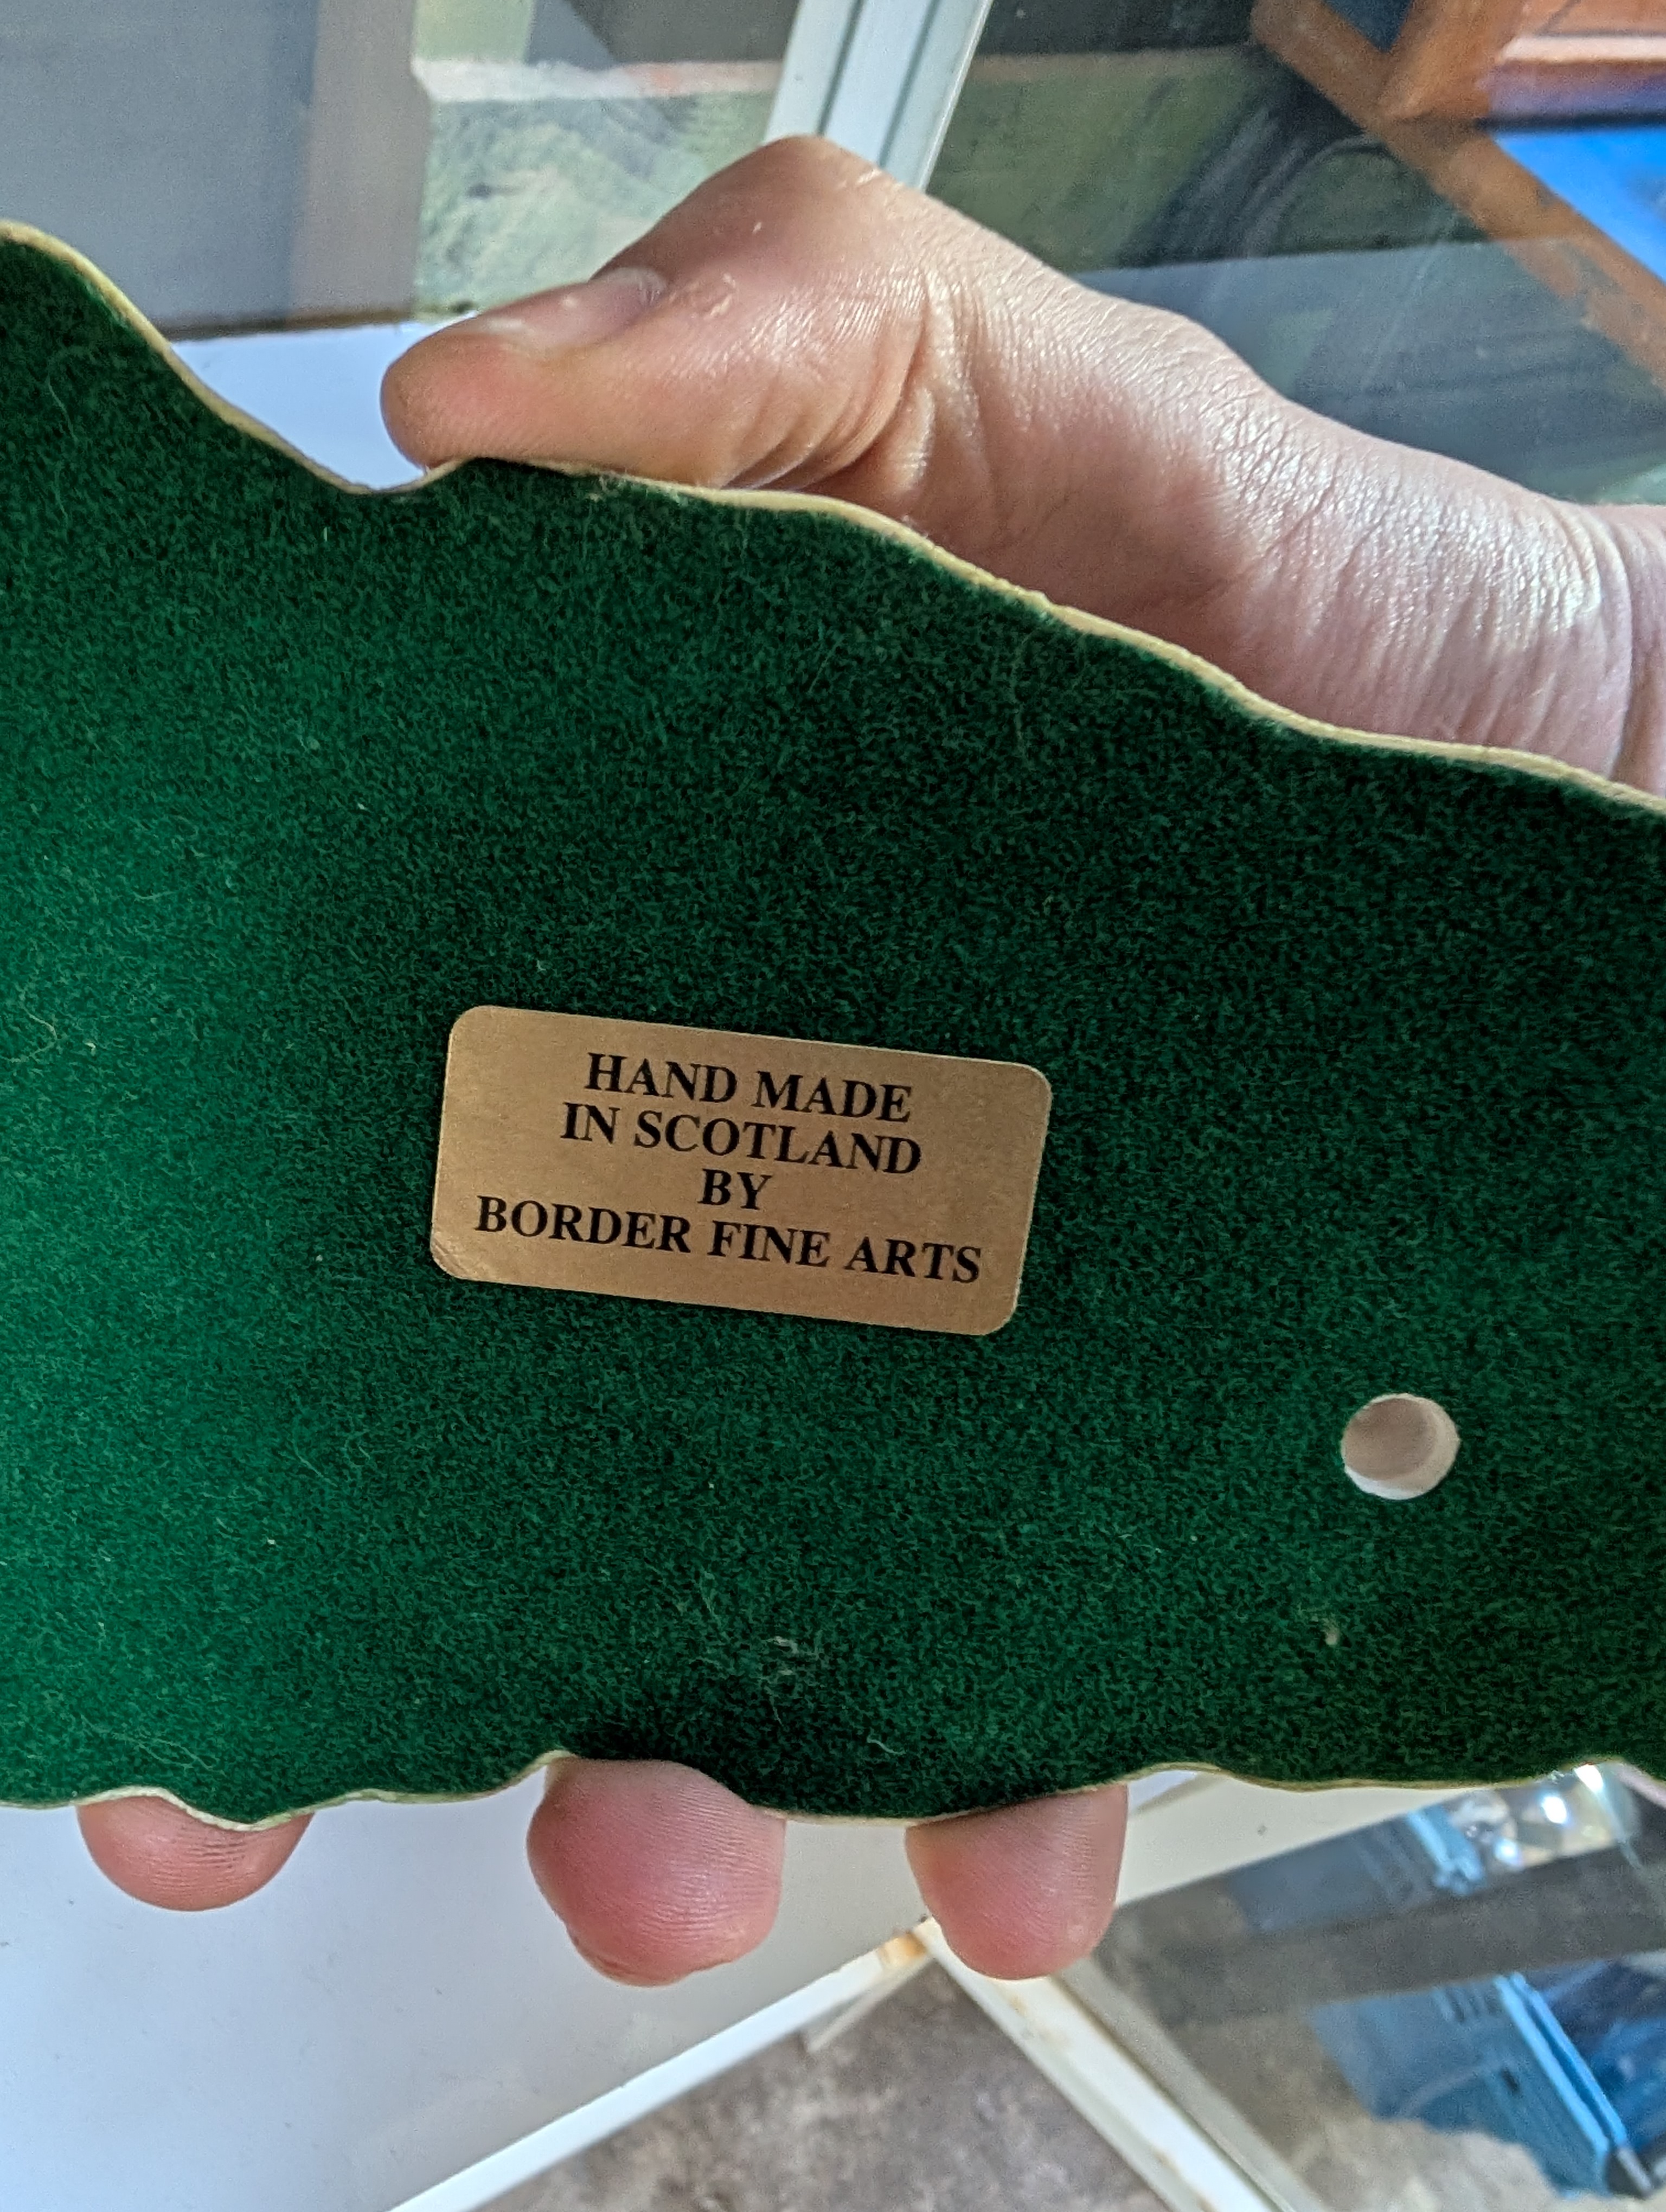 HAND MADE
IN SCOTLAND
BY
BORDER FINE ARTS